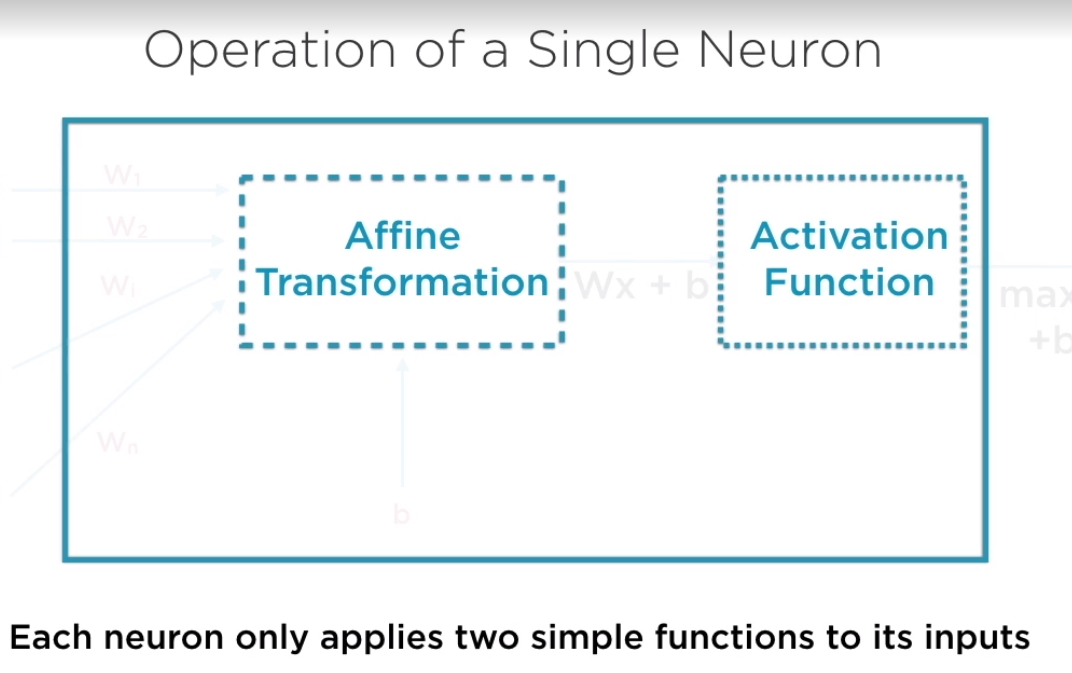 Operation of a Single Neuron
W₁
W₂
Wᵢ
Wₙ
Affine
Transformation
b
Wx + b
Activation
Function
max
+b
Each neuron only applies two simple functions to its inputs